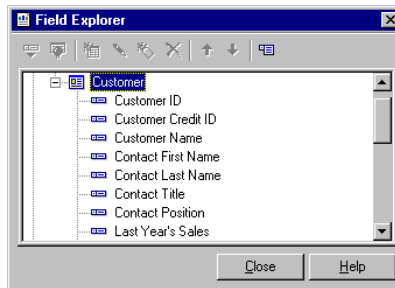 Field Explorer
Customer
Customer ID
Customer Credit ID
Customer Name
Contact First Name
Contact Last Name
Contact Title
Contact Position
Last Year's Sales
Close
Help